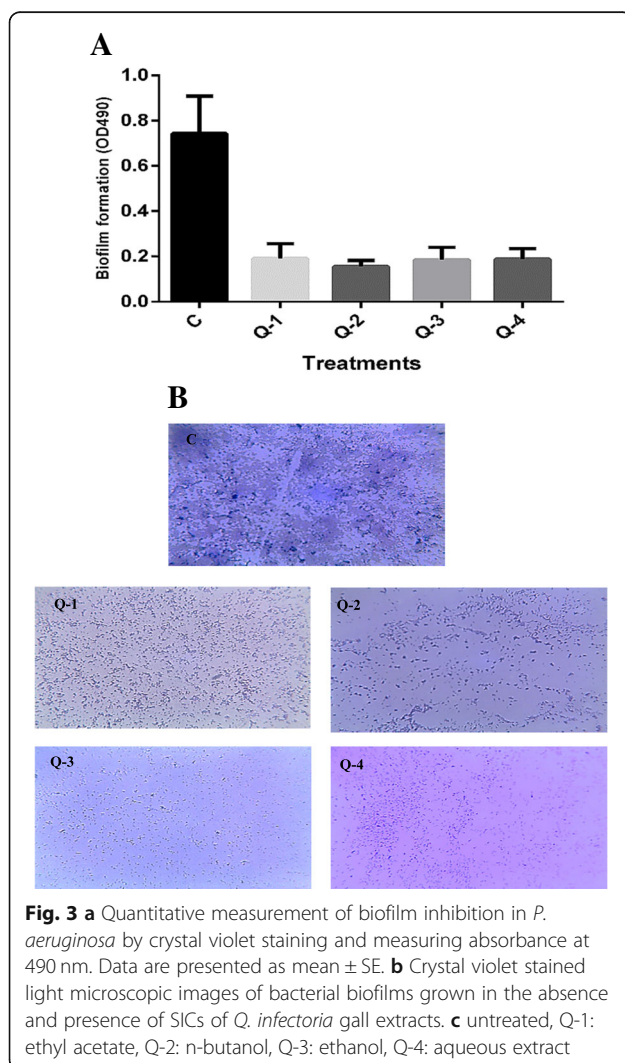 A
Biofilm formation (OD490)
1.0
0.8
0.6
0.4
0.2
0.0
C
Q-1
Q-2
Q-3
Q-4
Treatments
B
C
Q-1
Q-2
Q-3
Q-4
Fig. 3 a Quantitative measurement of biofilm inhibition in P.
aeruginosa by crystal violet staining and measuring absorbance at
490 nm. Data are presented as mean ± SE. b Crystal violet stained
light microscopic images of bacterial biofilms grown in the absence
and presence of SICs of Q. infectoria gall extracts. c untreated, Q-1:
ethyl acetate, Q-2: n-butanol, Q-3: ethanol, Q-4: aqueous extract